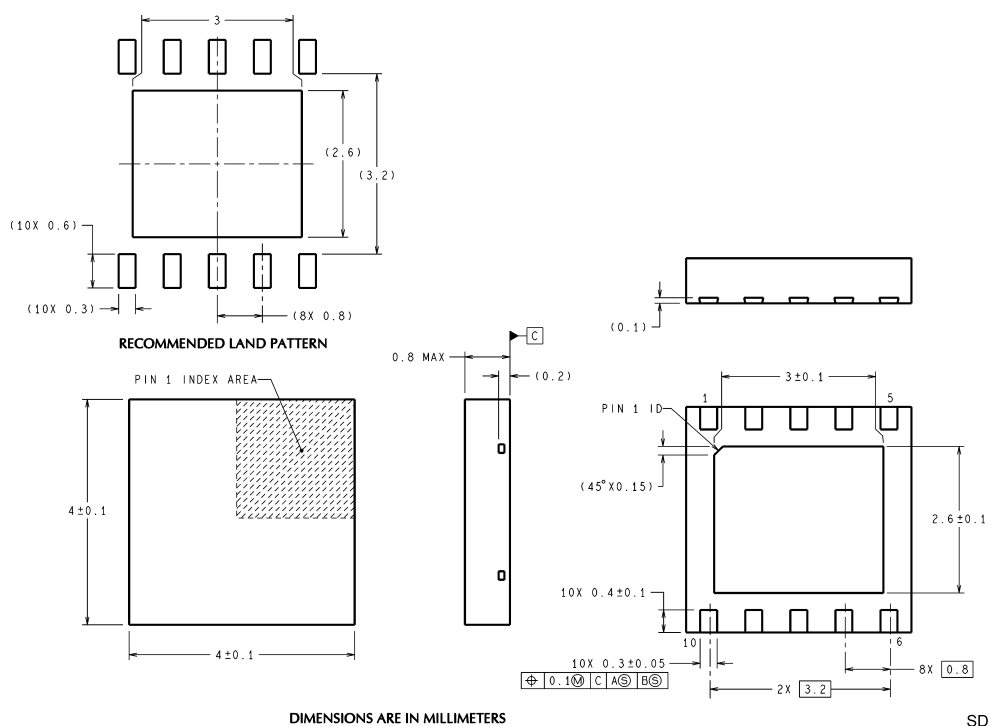 3
(2.6)
(3.2)
(10X 0.6)
(10X 0.3)
(8X 0.8)
RECOMMENDED LAND PATTERN
(0.1)
C
0.8 MAX
(0.2)
PIN 1 INDEX AREA
3±0.1
1
5
PIN 1 ID
(45°X0.15)
4±0.1
2.6±0.1
10X 0.4±0.1
10
6
4±0.1
10X 0.3±0.05
8X 0.8
⌖ 0.1Ⓜ C AⓈ BⓈ
2X 3.2
DIMENSIONS ARE IN MILLIMETERS
SD